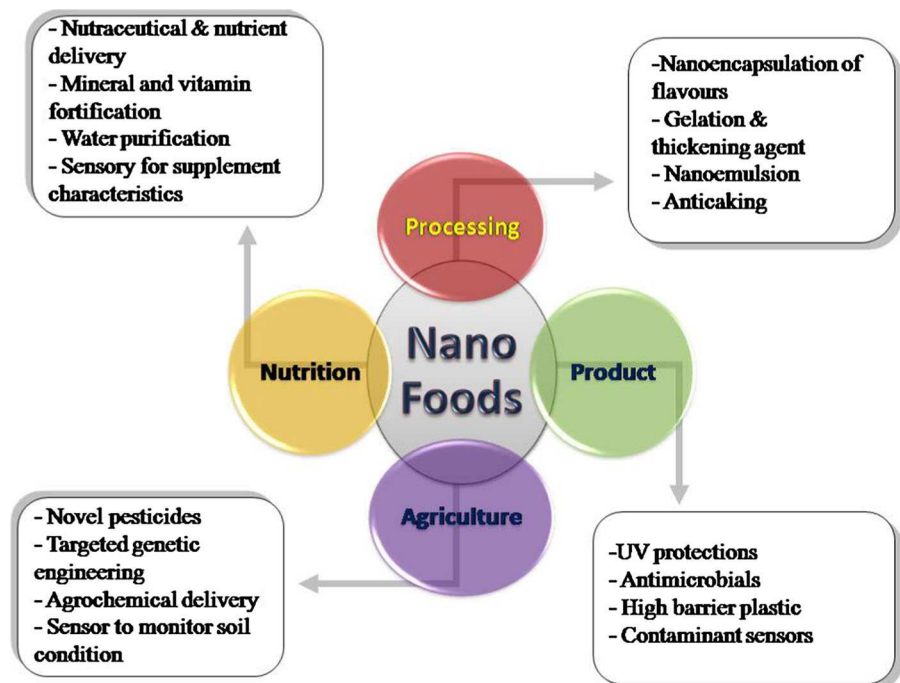 - Nutraceutical & nutrient
delivery
- Mineral and vitamin
fortification
- Water purification
- Sensory for supplement
characteristics
-Nanoencapsulation of
flavours
- Gelation &
thickening agent
- Nanoemulsion
- Anticaking
Processing
Nutrition
Nano
Foods
Product
Agriculture
- Novel pesticides
- Targeted genetic
engineering
- Agrochemical delivery
- Sensor to monitor soil
condition
-UV protections
- Antimicrobials
- High barrier plastic
- Contaminant sensors